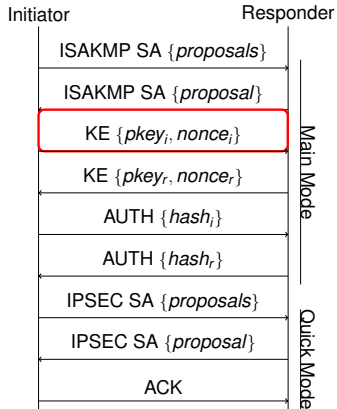 Initiator Responder
ISAKMP SA {proposals}
ISAKMP SA {proposal}
KE {pkeyᵢ, nonceᵢ}
KE {pkeyᵣ, nonceᵣ}
AUTH {hashᵢ}
AUTH {hashᵣ}
IPSEC SA {proposals}
IPSEC SA {proposal}
ACK
Main Mode
Quick Mode